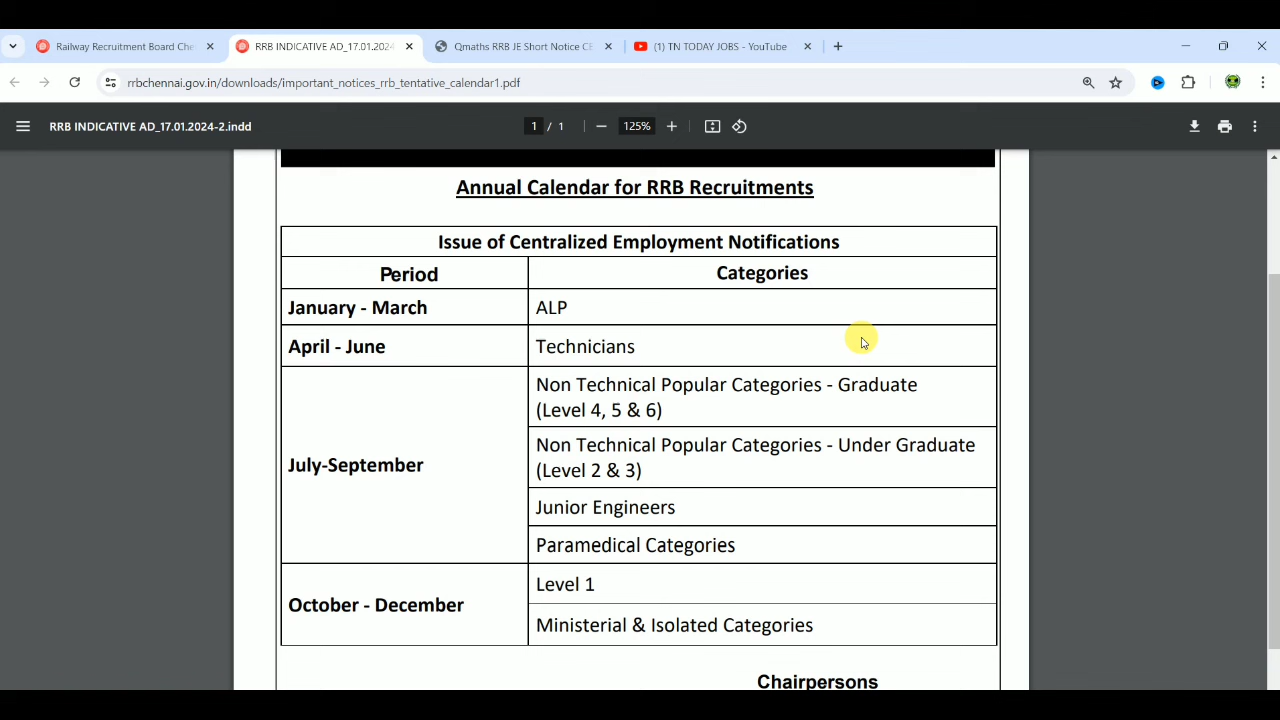 Railway Recruitment Board Che
RRB INDICATIVE AD_17.01.2024
Qmaths RRB JE Short Notice CE
(1) TN TODAY JOBS - YouTube
rrbchennai.gov.in/downloads/important_notices_rrb_tentative_calendar1.pdf
RRB INDICATIVE AD_17.01.2024-2.indd
1 / 1
125%
Annual Calendar for RRB Recruitments
Issue of Centralized Employment Notifications
Period
Categories
January - March
ALP
April - June
Technicians
July-September
Non Technical Popular Categories - Graduate
(Level 4, 5 & 6)
Non Technical Popular Categories - Under Graduate
(Level 2 & 3)
Junior Engineers
Paramedical Categories
October - December
Level 1
Ministerial & Isolated Categories
Chairpersons